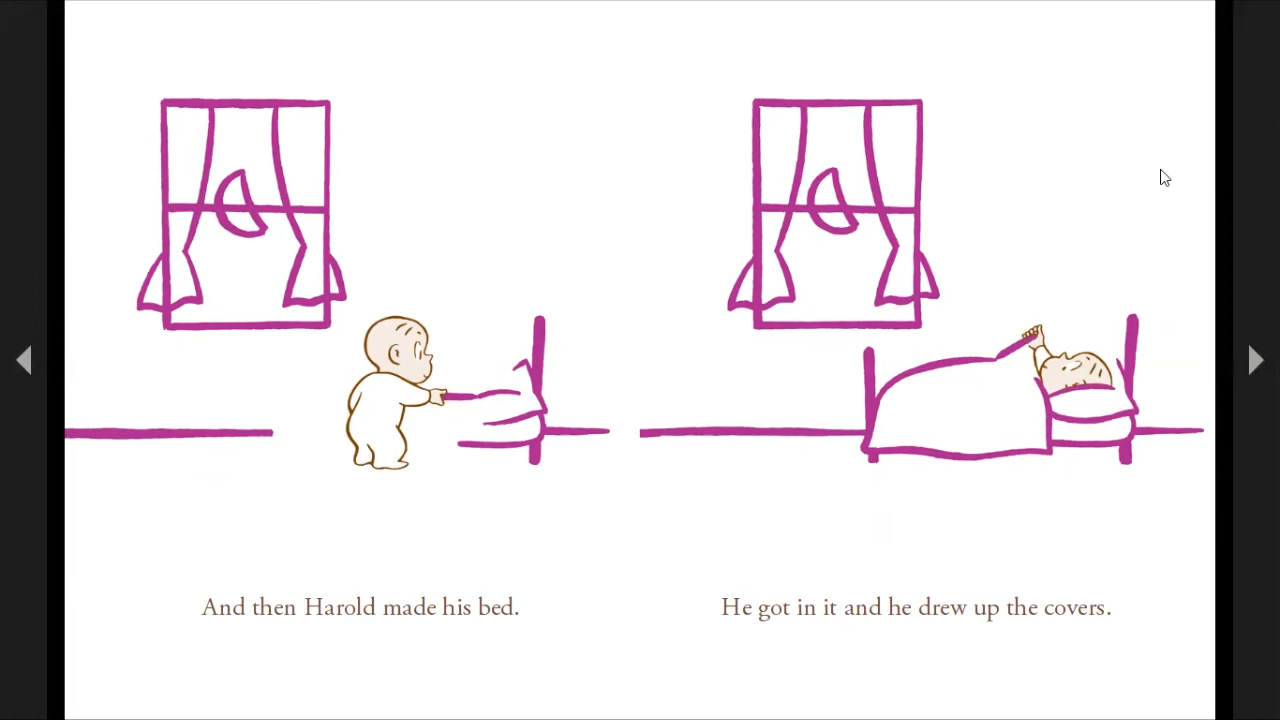 And then Harold made his bed.
He got in it and he drew up the covers.